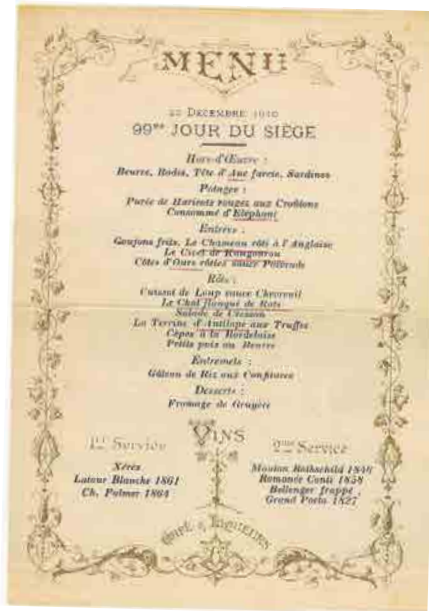 MENU
25 DÉCEMBRE
99me JOUR DU SIÈGE
Hors-d'Œuvre :
Beurre, Radis, Tête d'Ane farcie, Sardines
Potages :
Purée de Haricots rouges aux Croûtons
Consommé d'Eléphant
Entrées :
Goujons frits. Le Chameau rôti à l'Anglaise
Le Civet de Kangourou
Côtes d'Ours rôties sauce Poivrade
Rôts :
Cuissot de Loup sauce Chevreuil
Le Chat flanqué de Rats
Salade de Cresson
La Terrine d'Antilope aux Truffes
Cèpes à la Bordelaise
Petits pois au Beurre
Entremets :
Gâteau de Riz aux Confitures
Desserts :
Fromage de Gruyère
VINS
1er Service
Xérès
Latour Blanche 1861
Ch. Palmer 1864
2me Service
Mouton Rothschild 1846
Romanée Conti 1858
Bellenger frappé
Grand Porto 1827
CAFÉ & LIQUEURS